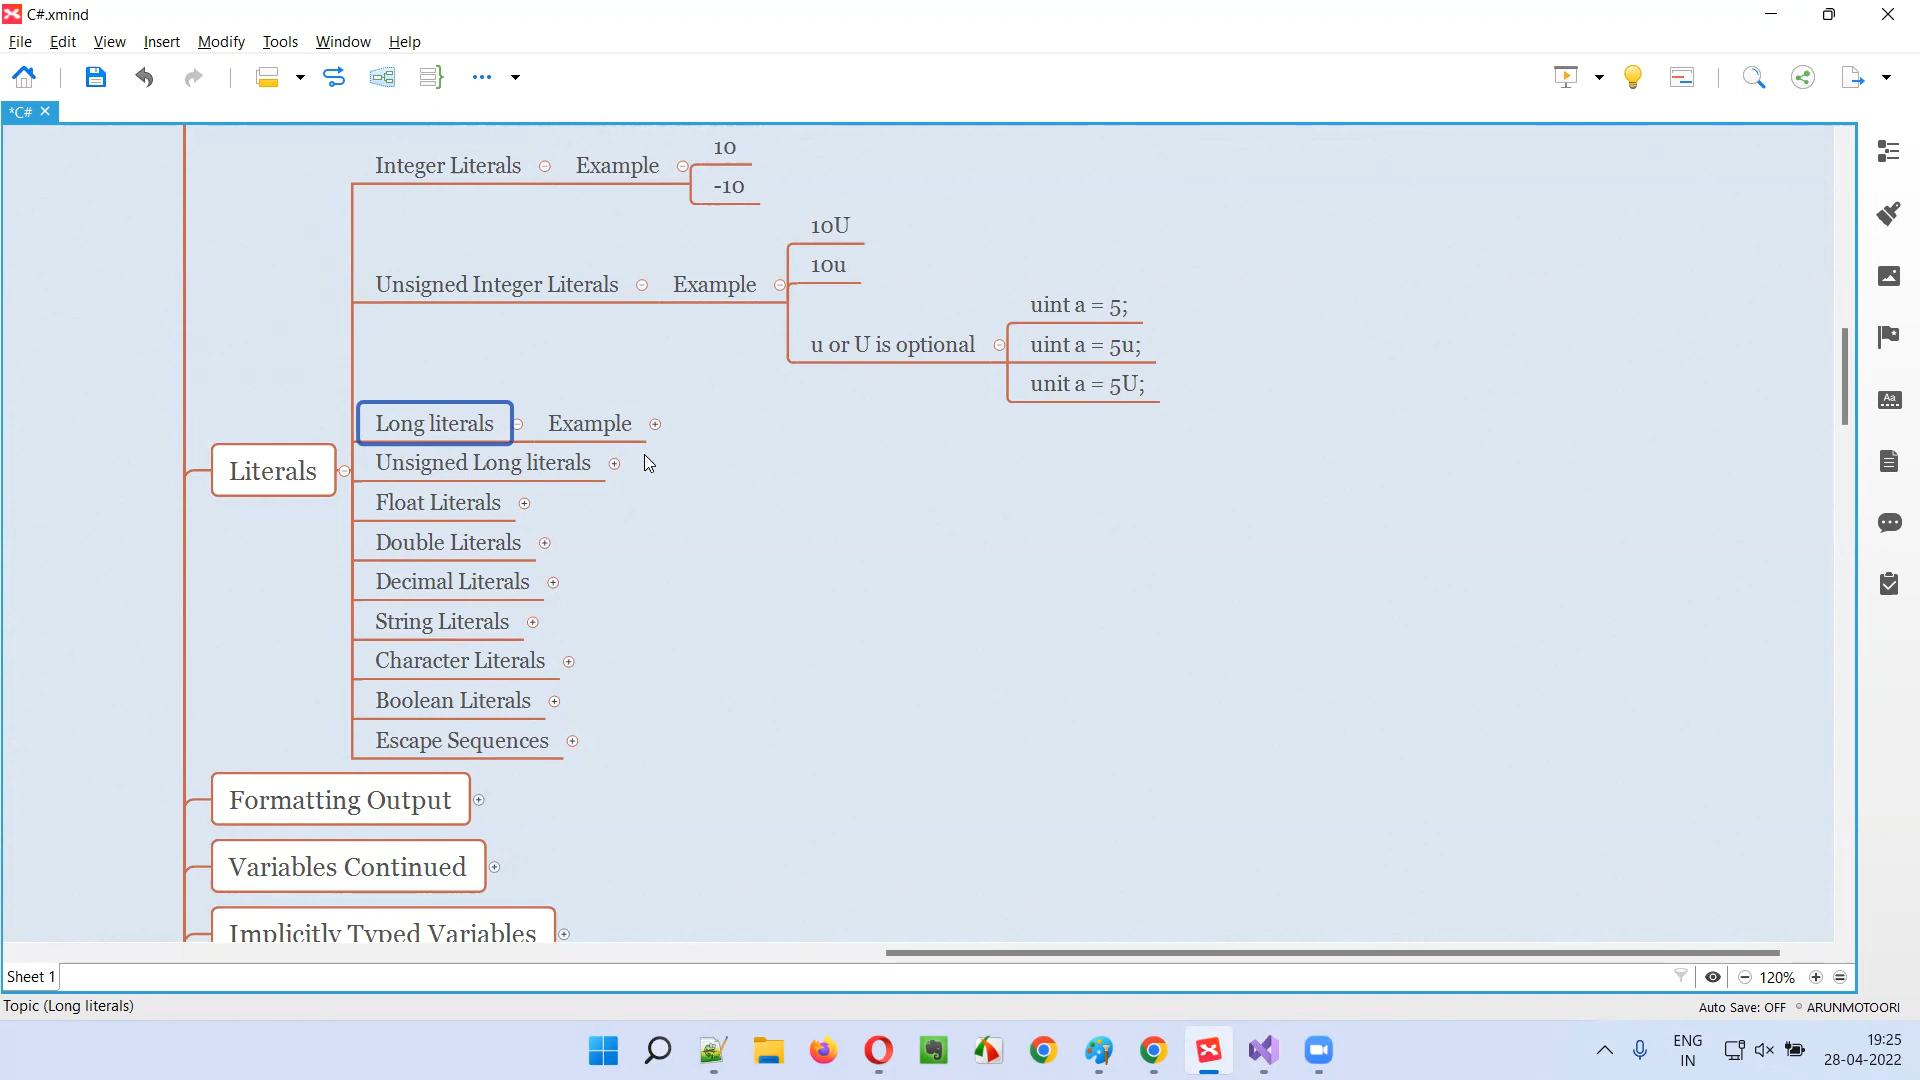 C#.xmind
File Edit View Insert Modify Tools Window Help
*C#
10
Integer Literals Example
-10
10U
10u
Unsigned Integer Literals Example
uint a = 5;
u or U is optional uint a = 5u;
unit a = 5U;
Long literals Example
Literals
Unsigned Long literals
Float Literals
Double Literals
Decimal Literals
String Literals
Character Literals
Boolean Literals
Escape Sequences
Formatting Output
Variables Continued
Implicitly Typed Variables
Aa
Sheet 1
120%
Topic (Long literals)
Auto Save: OFF ARUNMOTOORI
ENG
IN
19:25
28-04-2022